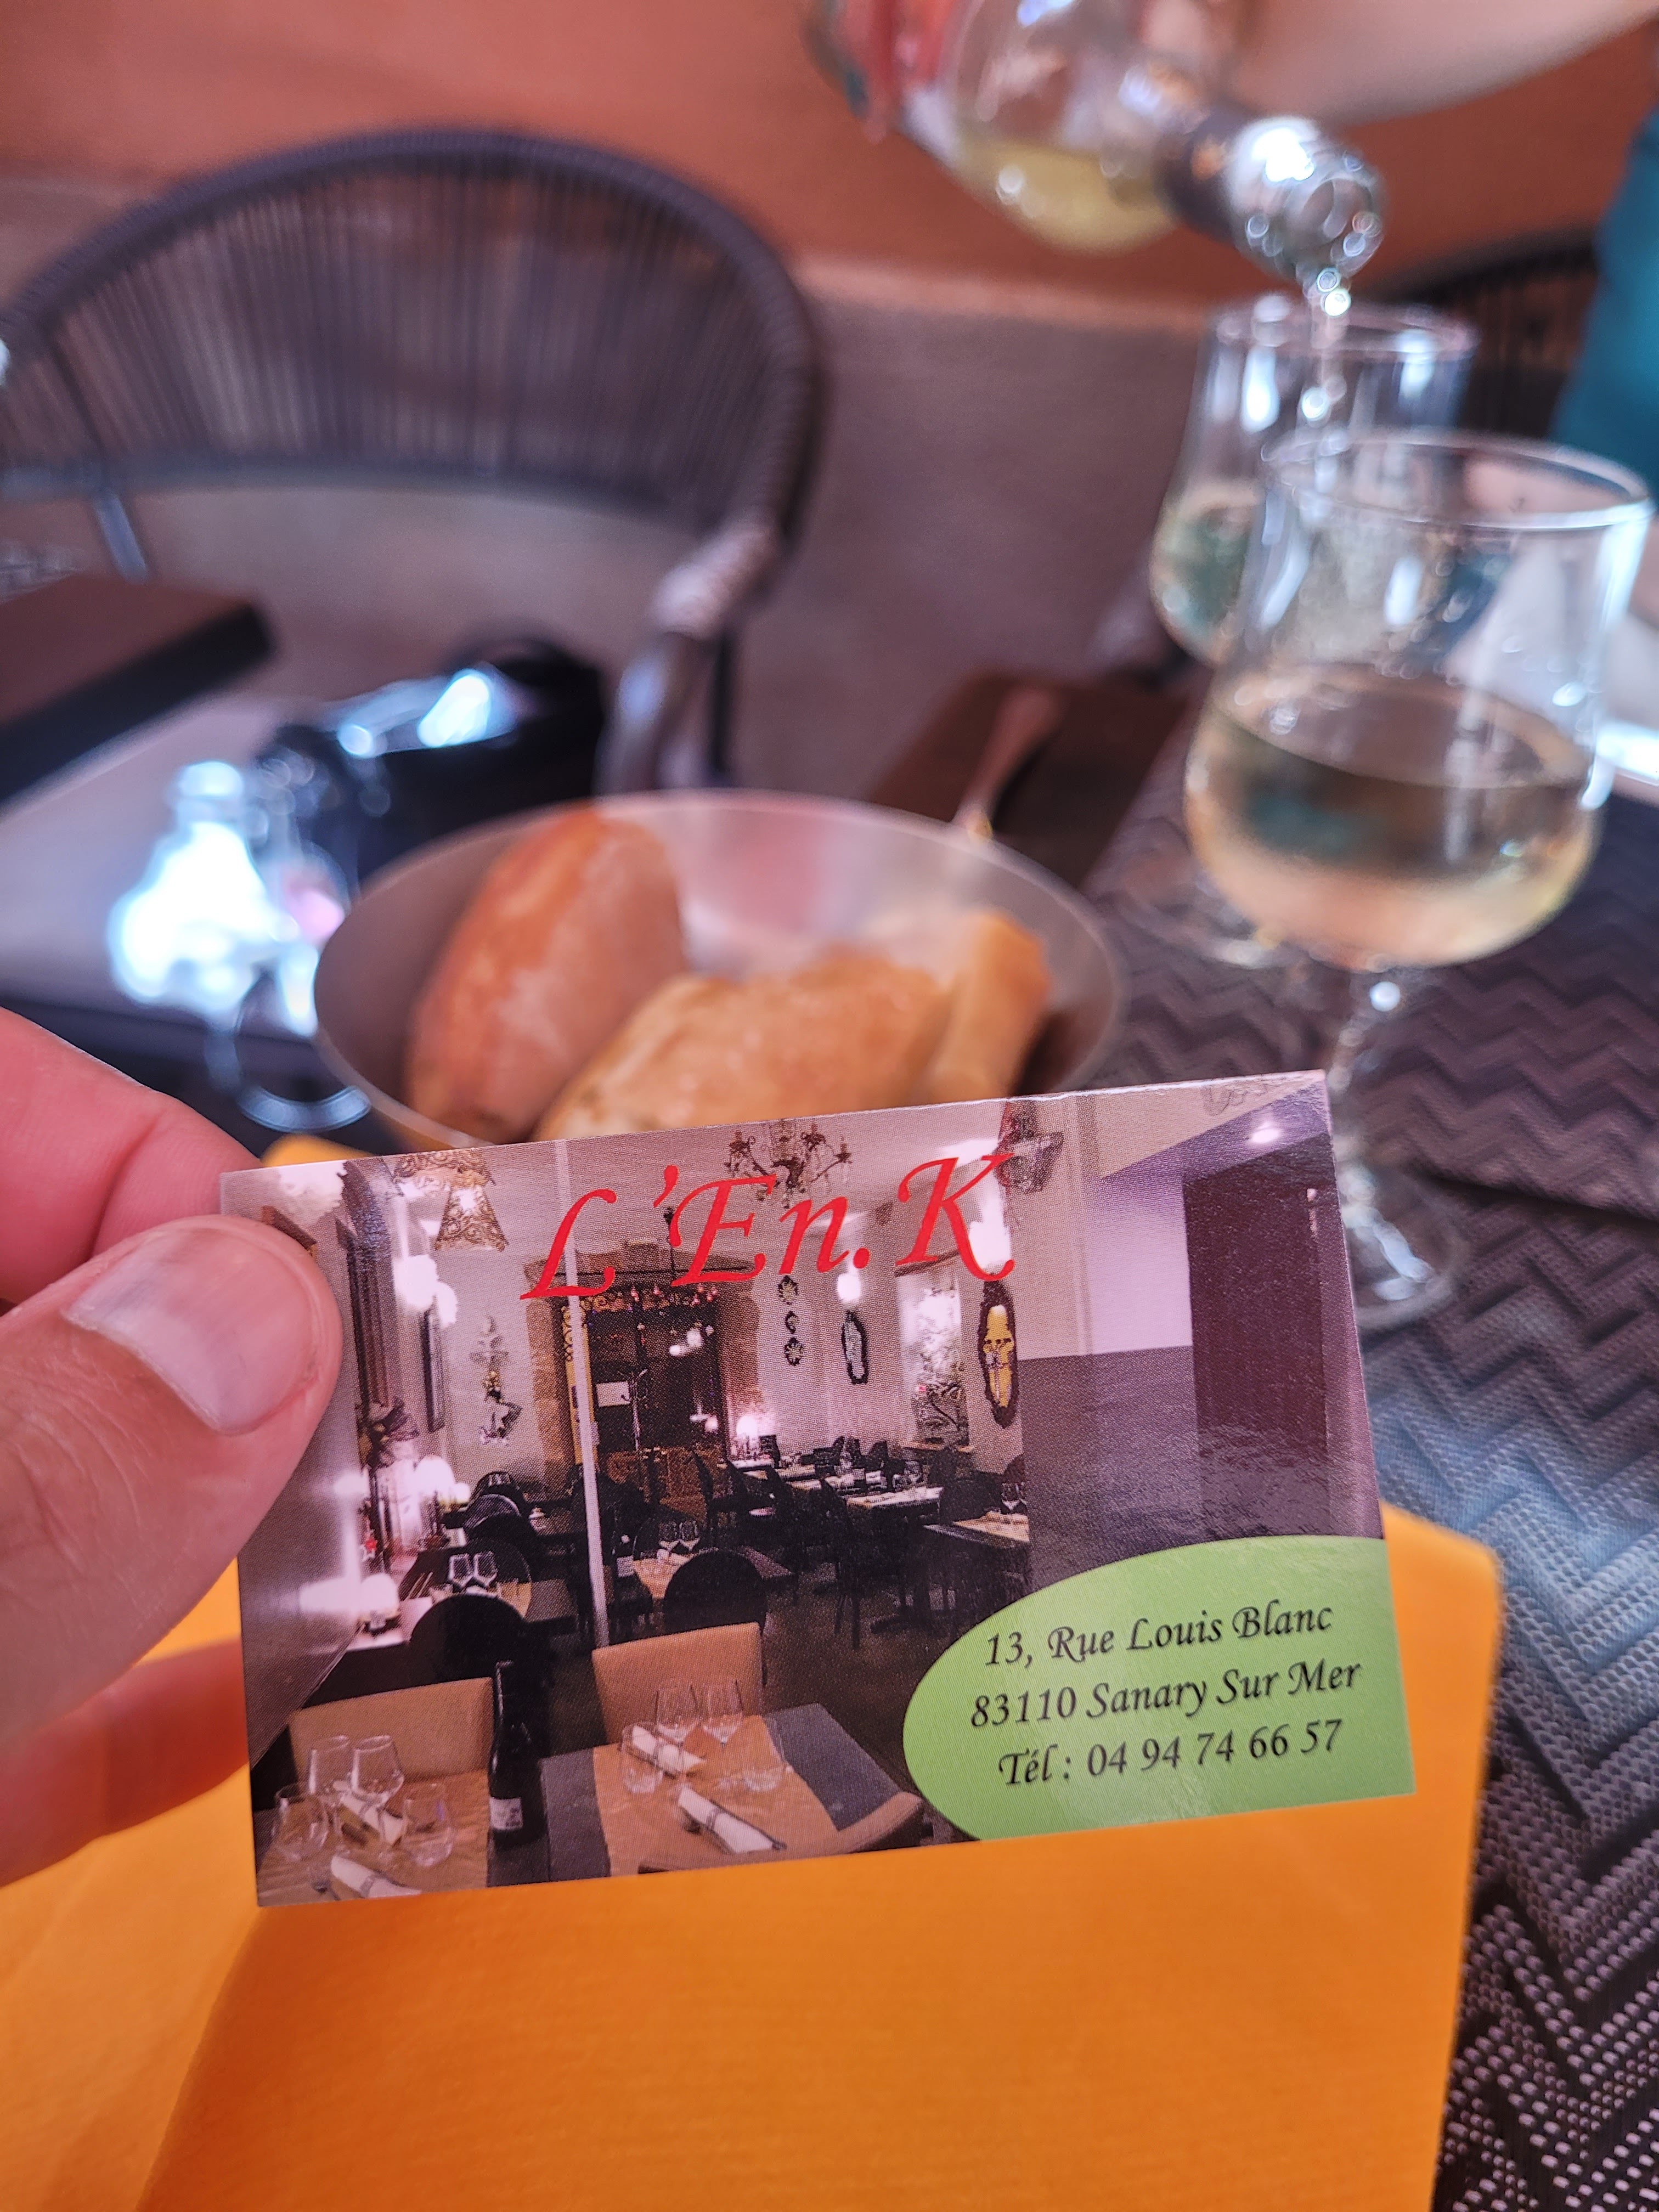 L'En.K
13, Rue Louis Blanc
83110 Sanary Sur Mer
Tél : 04 94 74 66 57